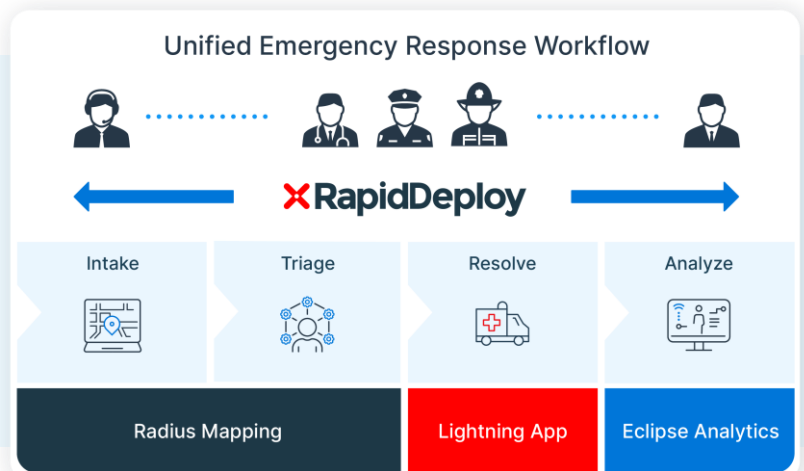 Unified Emergency Response Workflow
RapidDeploy
Intake
Triage
Resolve
Analyze
Radius Mapping
Lightning App
Eclipse Analytics